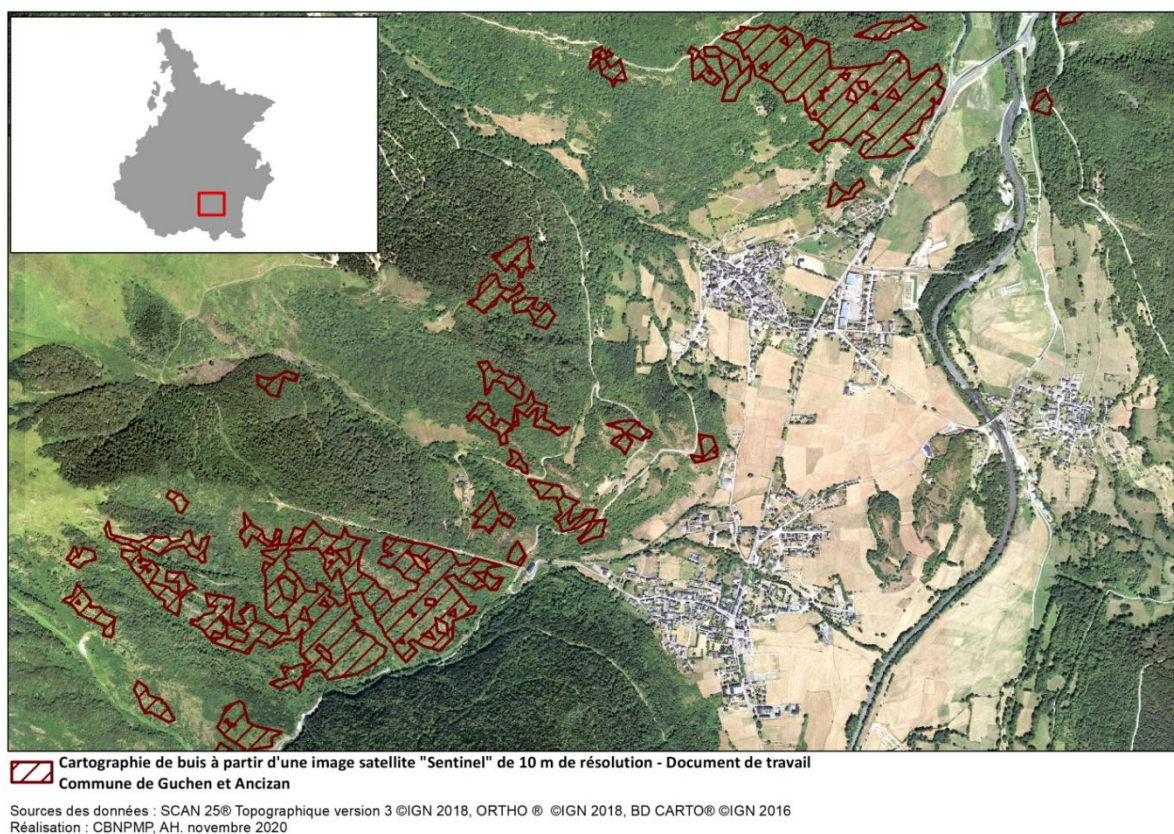 Cartographie de buis à partir d'une image satellite "Sentinel" de 10 m de résolution - Document de travail
Commune de Guchen et Ancizan
Sources des données : SCAN 25® Topographique version 3 ©IGN 2018, ORTHO ® ©IGN 2018, BD CARTO® ©IGN 2016
Réalisation : CBNPMP, AH. novembre 2020